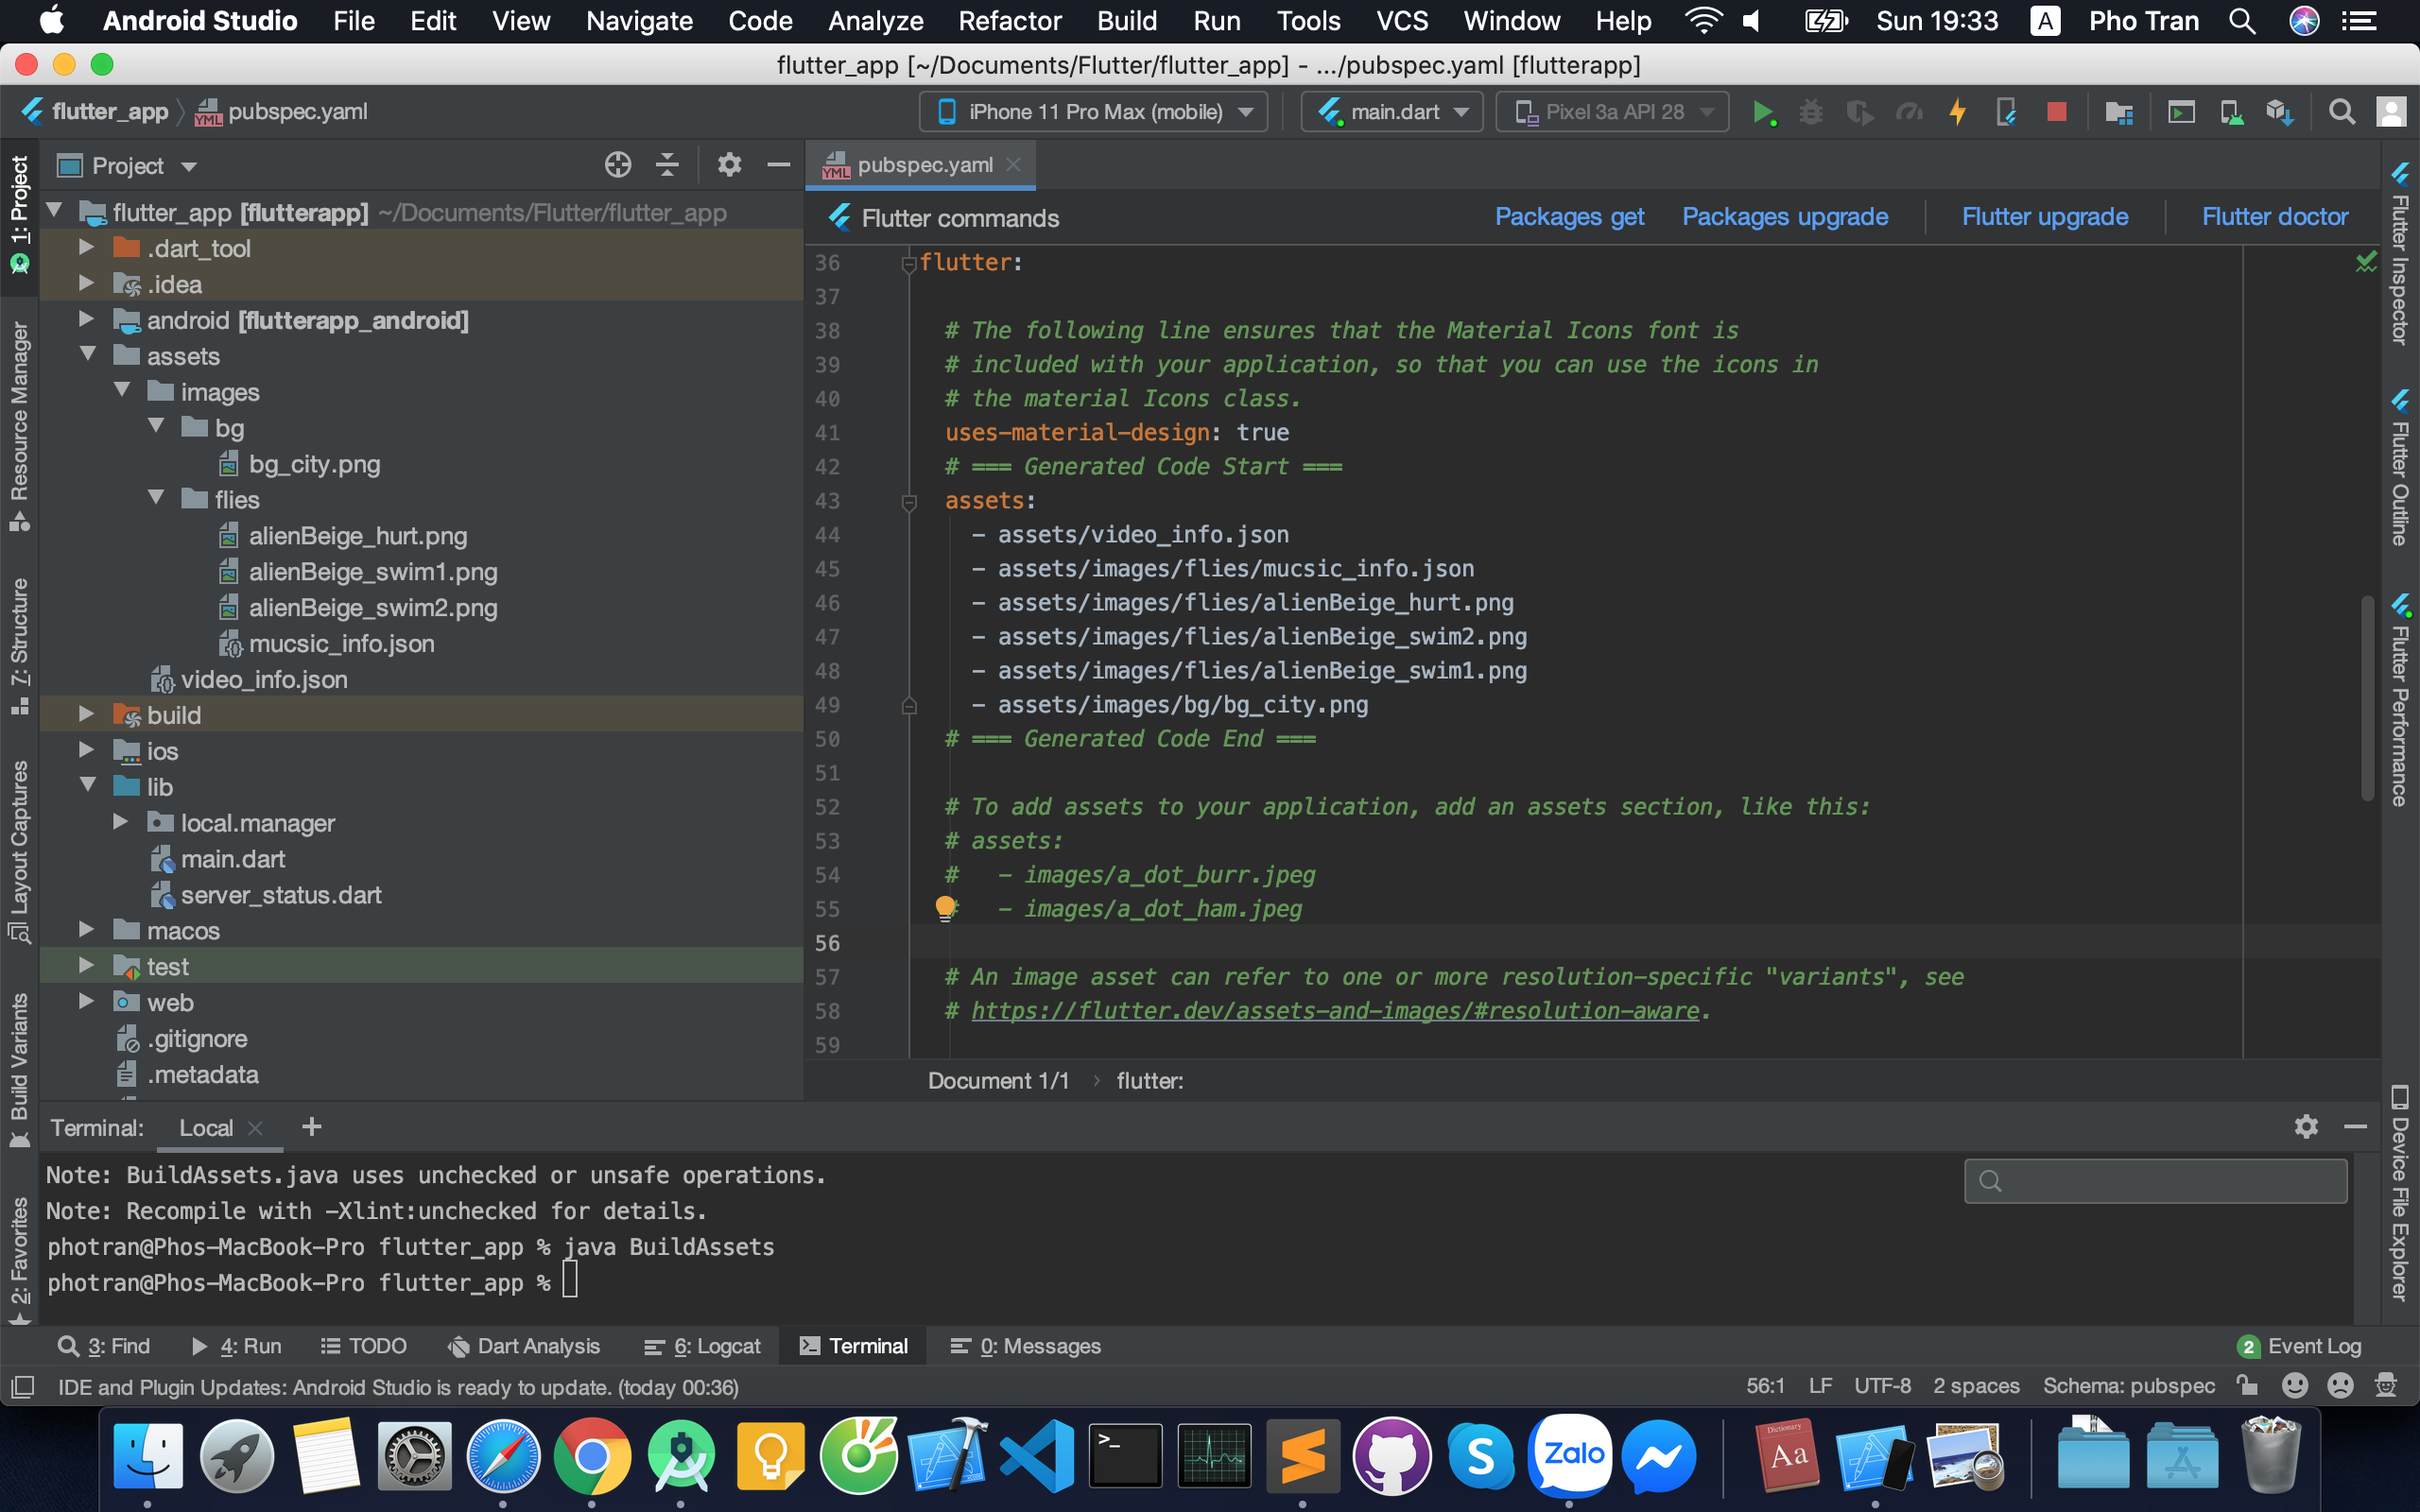 Android Studio File Edit View Navigate Code Analyze Refactor Build Run Tools VCS Window Help Sun 19:33 A Pho Tran
flutter_app [~/Documents/Flutter/flutter_app] - .../pubspec.yaml [flutterapp]
flutter_app pubspec.yaml iPhone 11 Pro Max (mobile) main.dart Pixel 3a API 28
Project
pubspec.yaml
Flutter commands Packages get Packages upgrade Flutter upgrade Flutter doctor
1: Project
Resource Manager
7: Structure
Layout Captures
Build Variants
2: Favorites
flutter_app [flutterapp] ~/Documents/Flutter/flutter_app
.dart_tool
.idea
android [flutterapp_android]
assets
images
bg
bg_city.png
flies
alienBeige_hurt.png
alienBeige_swim1.png
alienBeige_swim2.png
mucsic_info.json
video_info.json
build
ios
lib
local.manager
main.dart
server_status.dart
macos
test
web
.gitignore
.metadata
36 flutter:
37
38 # The following line ensures that the Material Icons font is
39 # included with your application, so that you can use the icons in
40 # the material Icons class.
41 uses-material-design: true
42 # === Generated Code Start ===
43 assets:
44 - assets/video_info.json
45 - assets/images/flies/mucsic_info.json
46 - assets/images/flies/alienBeige_hurt.png
47 - assets/images/flies/alienBeige_swim2.png
48 - assets/images/flies/alienBeige_swim1.png
49 - assets/images/bg/bg_city.png
50 # === Generated Code End ===
51
52 # To add assets to your application, add an assets section, like this:
53 # assets:
54 # - images/a_dot_burr.jpeg
55 # - images/a_dot_ham.jpeg
56
57 # An image asset can refer to one or more resolution-specific "variants", see
58 # https://flutter.dev/assets-and-images/#resolution-aware.
59
Document 1/1 › flutter:
Flutter Inspector
Flutter Outline
Flutter Performance
Device File Explorer
Terminal: Local +
Note: BuildAssets.java uses unchecked or unsafe operations.
Note: Recompile with -Xlint:unchecked for details.
photran@Phos-MacBook-Pro flutter_app % java BuildAssets
photran@Phos-MacBook-Pro flutter_app %
3: Find 4: Run TODO Dart Analysis 6: Logcat Terminal 0: Messages 2 Event Log
IDE and Plugin Updates: Android Studio is ready to update. (today 00:36) 56:1 LF UTF-8 2 spaces Schema: pubspec
Zalo
Dictionary
Aa